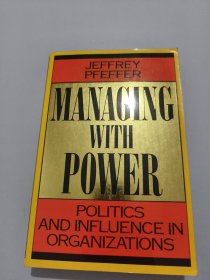 JEFFREY
PFEFFER
MANAGING
WITH
POWER
POLITICS
AND INFLUENCE IN
ORGANIZATIONS